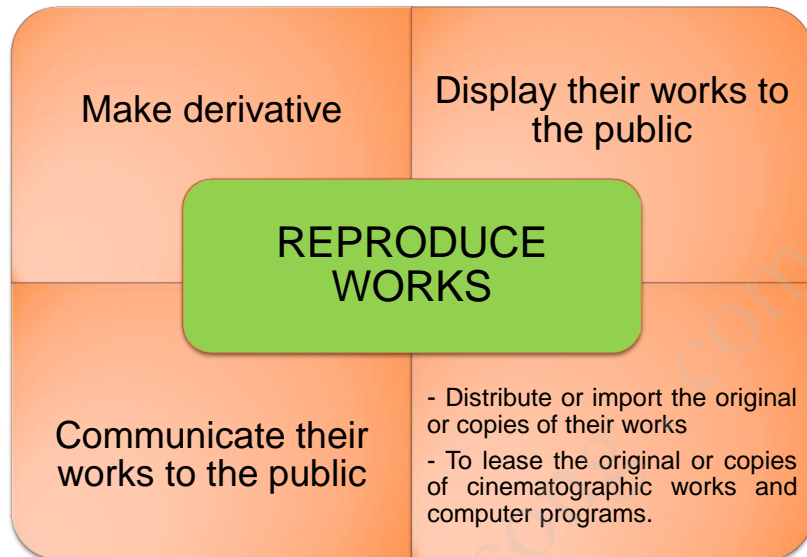 Make derivative
Display their works to
the public
REPRODUCE
WORKS
Communicate their
works to the public
- Distribute or import the original
or copies of their works
- To lease the original or copies
of cinematographic works and
computer programs.
com